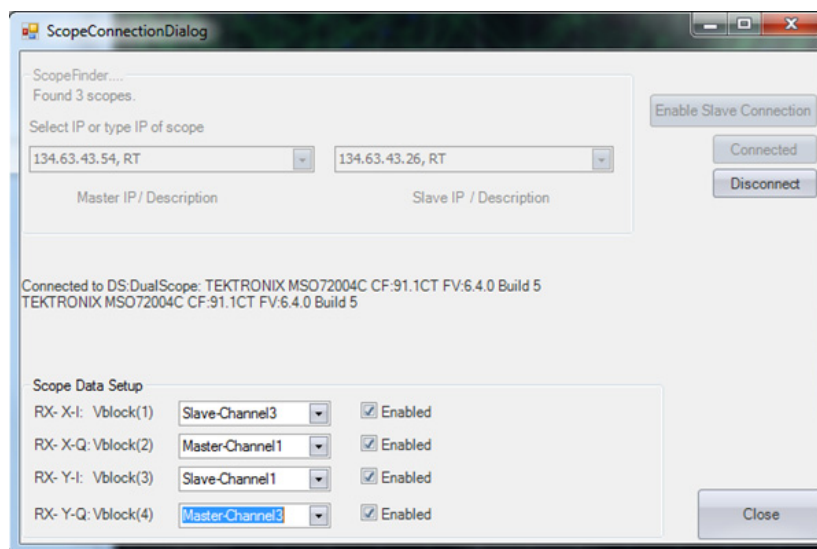 ScopeConnectionDialog
ScopeFinder....
Found 3 scopes.
Select IP or type IP of scope
134.63.43.54, RT
134.63.43.26, RT
Master IP / Description
Slave IP / Description
Enable Slave Connection
Connected
Disconnect
Connected to DS:DualScope: TEKTRONIX MSO72004C CF:91.1CT FV:6.4.0 Build 5
TEKTRONIX MSO72004C CF:91.1CT FV:6.4.0 Build 5
Scope Data Setup
RX- X-I: Vblock(1) Slave-Channel3 Enabled
RX- X-Q: Vblock(2) Master-Channel1 Enabled
RX- Y-I: Vblock(3) Slave-Channel1 Enabled
RX- Y-Q: Vblock(4) Master-Channel3 Enabled
Close